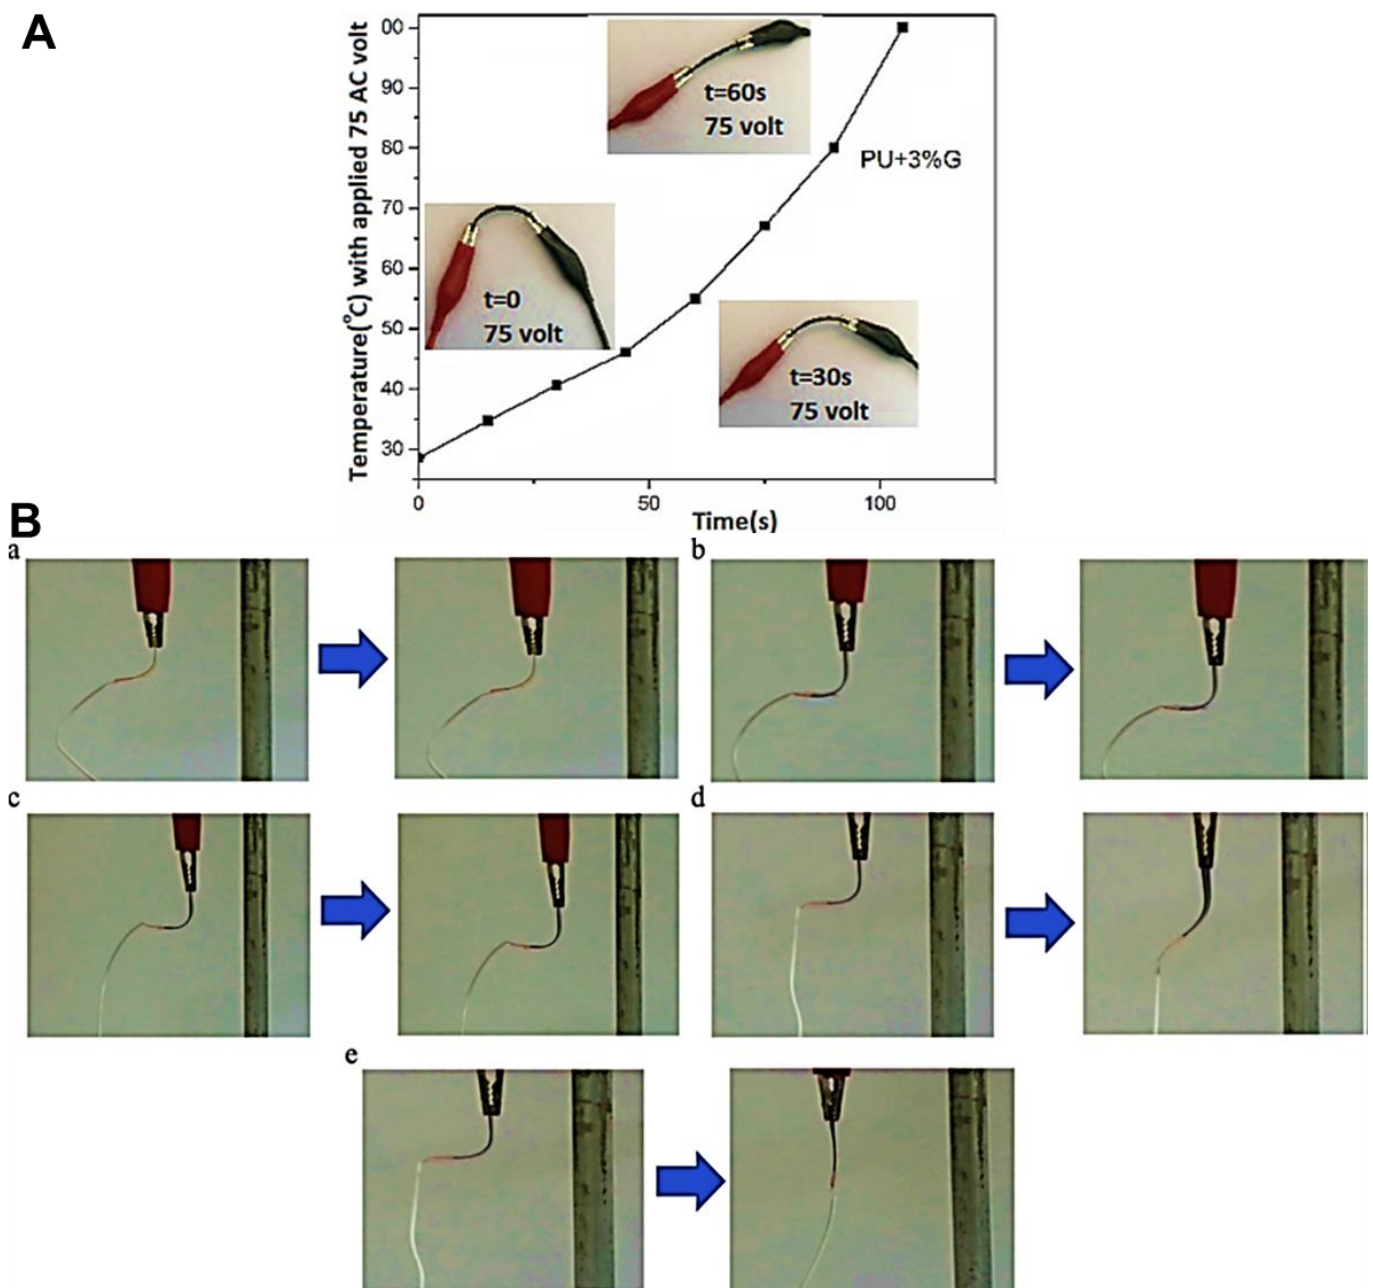 A
Temperature(°C) with applied 75 AC volt
00
90
80
70
60
50
40
30
t=60s
75 volt
PU+3%G
t=0
75 volt
t=30s
75 volt
0
50
100
Time(s)
B
a
b
c
d
e